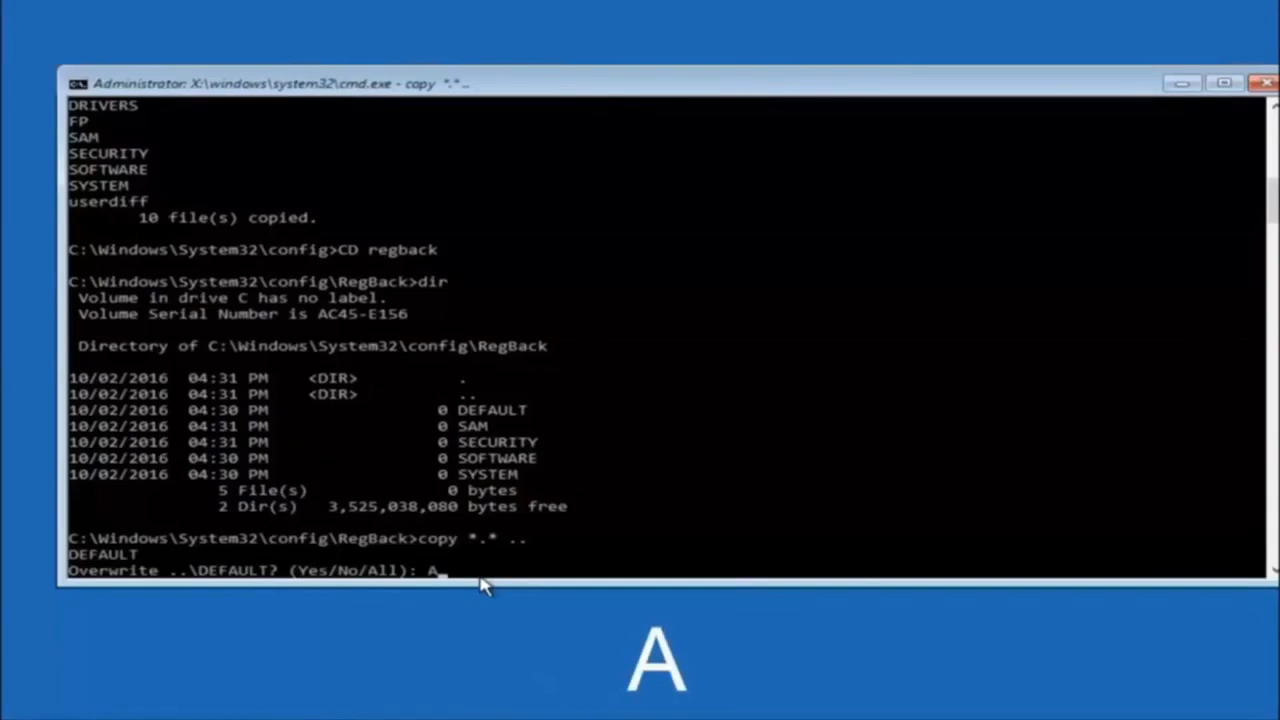 Administrator: X:\windows\system32\cmd.exe - copy *.* ..
DRIVERS
FP
SAM
SECURITY
SOFTWARE
SYSTEM
userdiff
10 file(s) copied.
C:\Windows\System32\config>CD regback
C:\Windows\System32\config\RegBack>dir
Volume in drive C has no label.
Volume Serial Number is AC45-E156
Directory of C:\Windows\System32\config\RegBack
10/02/2016 04:31 PM <DIR> .
10/02/2016 04:31 PM <DIR> ..
10/02/2016 04:30 PM 0 DEFAULT
10/02/2016 04:31 PM 0 SAM
10/02/2016 04:31 PM 0 SECURITY
10/02/2016 04:30 PM 0 SOFTWARE
10/02/2016 04:30 PM 0 SYSTEM
5 File(s) 0 bytes
2 Dir(s) 3,525,038,080 bytes free
C:\Windows\System32\config\RegBack>copy *.* ..
DEFAULT
Overwrite ..\DEFAULT? (Yes/No/All): A_
A